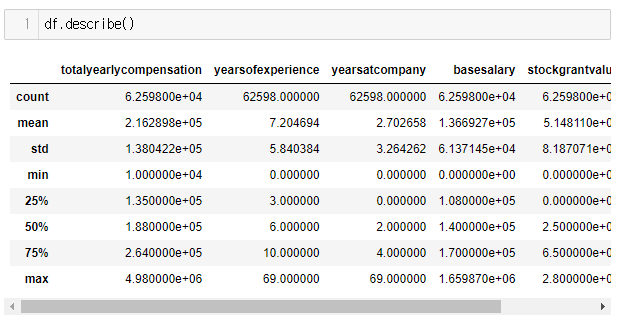 1 df.describe()
totalyearlycompensation yearsofexperience yearsatcompany basesalary stockgrantvalu
count 6.259800e+04 62598.000000 62598.000000 6.259800e+04 6.259800e+0
mean 2.162898e+05 7.204694 2.702658 1.366927e+05 5.148110e+0
std 1.380422e+05 5.840384 3.264262 6.137145e+04 8.187071e+0
min 1.000000e+04 0.000000 0.000000 0.000000e+00 0.000000e+0
25% 1.350000e+05 3.000000 0.000000 1.080000e+05 0.000000e+0
50% 1.880000e+05 6.000000 2.000000 1.400000e+05 2.500000e+0
75% 2.640000e+05 10.000000 4.000000 1.700000e+05 6.500000e+0
max 4.980000e+06 69.000000 69.000000 1.659870e+06 2.800000e+0